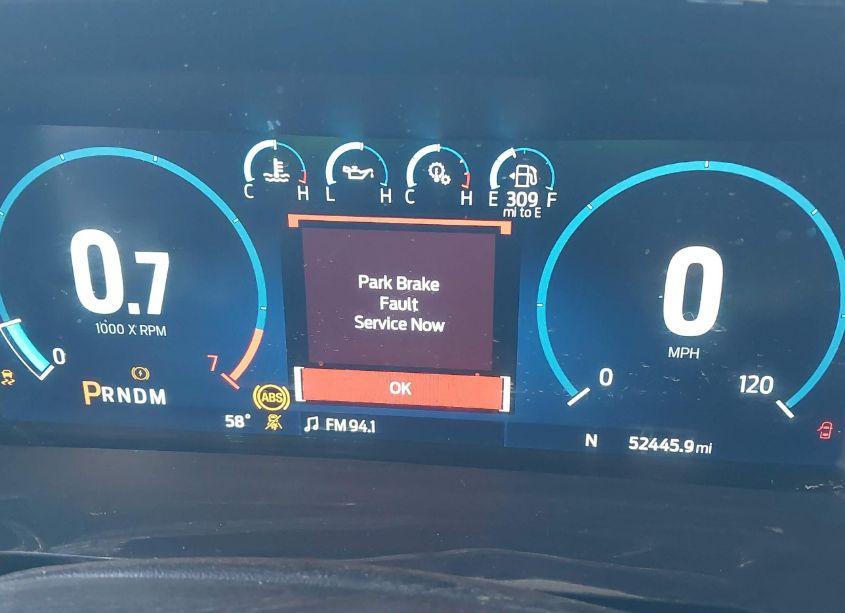 C H
L H
C H
E 309 F
mi to E
Park Brake
Fault
Service Now
OK
0.7
1000 X RPM
0
7
PRNDM
ABS
58°
FM 94.1
0
MPH
0
120
N
52445.9 mi